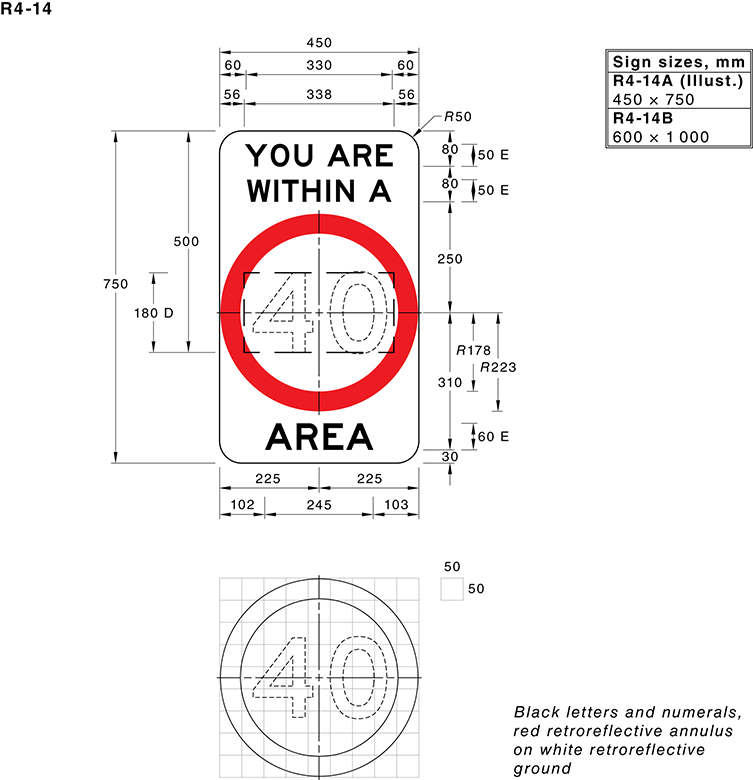 R4-14
450
60 330 60
56 338 56
R50
Sign sizes, mm
R4-14A (Illust.)
450 × 750
R4-14B
600 × 1 000
YOU ARE
WITHIN A
80
50 E
80
50 E
500
250
750
180 D
40
R178
R223
310
AREA
60 E
30
225 225
102 245 103
50
50
40
Black letters and numerals,
red retroreflective annulus
on white retroreflective
ground